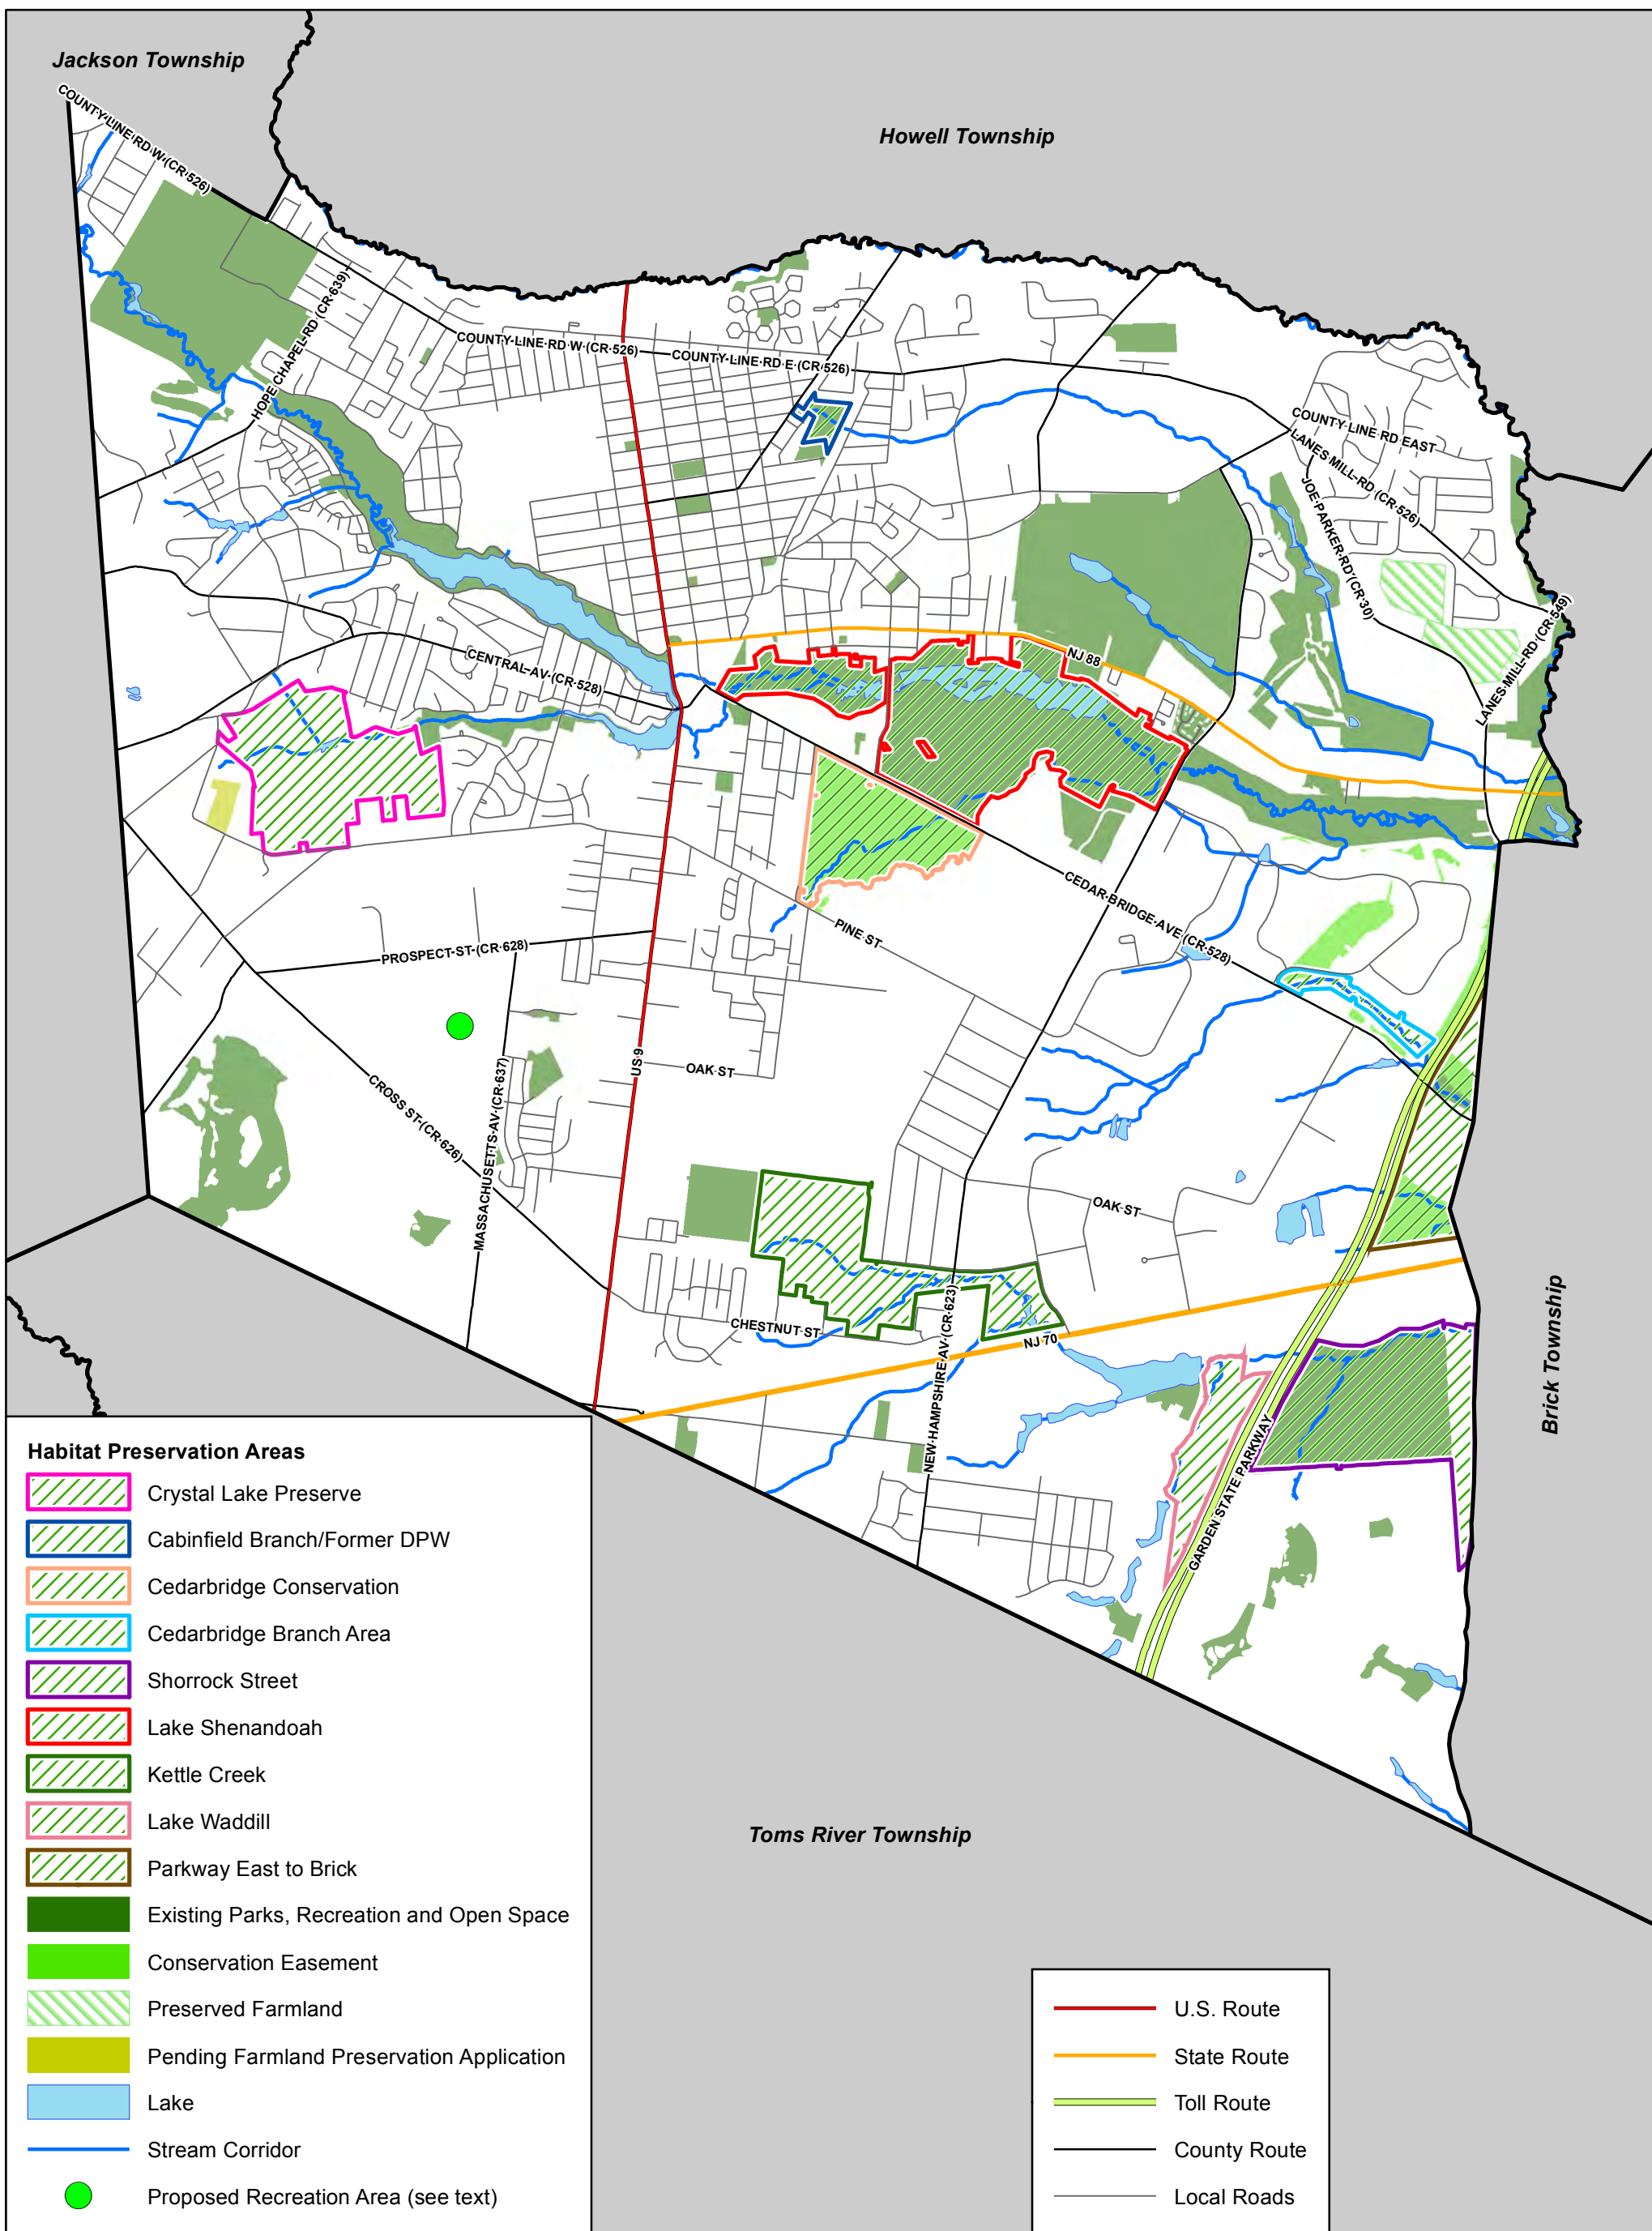 Jackson Township
Howell Township
COUNTY LINE RD W (CR 526)
HOPE CHAPEL RD (CR 639)
COUNTY LINE RD W (CR 526)
COUNTY LINE RD E (CR 526)
COUNTY LINE RD EAST
LANES MILL RD (CR 526)
JOE PARKER RD (CR 30)
LANES MILL RD (CR 549)
NJ 88
CENTRAL AV (CR 528)
CEDAR BRIDGE AVE (CR 528)
PINE ST
PROSPECT ST (CR 628)
US 9
OAK ST
MASSACHUSETTS AV (CR 637)
CROSS ST (CR 626)
OAK ST
CHESTNUT ST
NEW HAMPSHIRE AV (CR 623)
NJ 70
GARDEN STATE PARKWAY
Brick Township
Toms River Township
Habitat Preservation Areas
Crystal Lake Preserve
Cabinfield Branch/Former DPW
Cedarbridge Conservation
Cedarbridge Branch Area
Shorrock Street
Lake Shenandoah
Kettle Creek
Lake Waddill
Parkway East to Brick
Existing Parks, Recreation and Open Space
Conservation Easement
Preserved Farmland
Pending Farmland Preservation Application
Lake
Stream Corridor
Proposed Recreation Area (see text)
U.S. Route
State Route
Toll Route
County Route
Local Roads